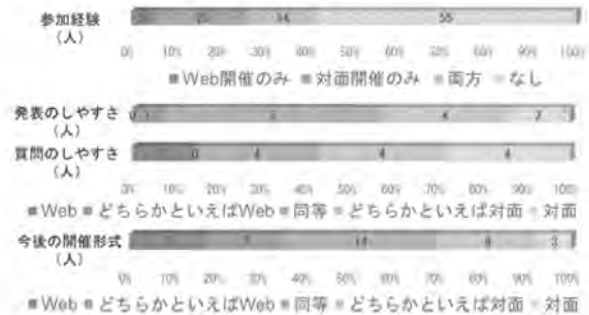 参加経験
(人)
25 14 55
0% 10% 20% 30% 40% 50% 60% 70% 80% 90% 100%
■Web開催のみ ■対面開催のみ ■両方 ■なし
発表のしやすさ
(人)
質問のしやすさ
(人)
0 4 4 4
0% 10% 20% 30% 40% 50% 60% 70% 80% 90% 100%
■Web ■どちらかといえばWeb ■同等 ■どちらかといえば対面 ■対面
今後の開催形式
(人)
0% 10% 20% 30% 40% 50% 60% 70% 80% 90% 100%
■Web ■どちらかといえばWeb ■同等 ■どちらかといえば対面 ■対面